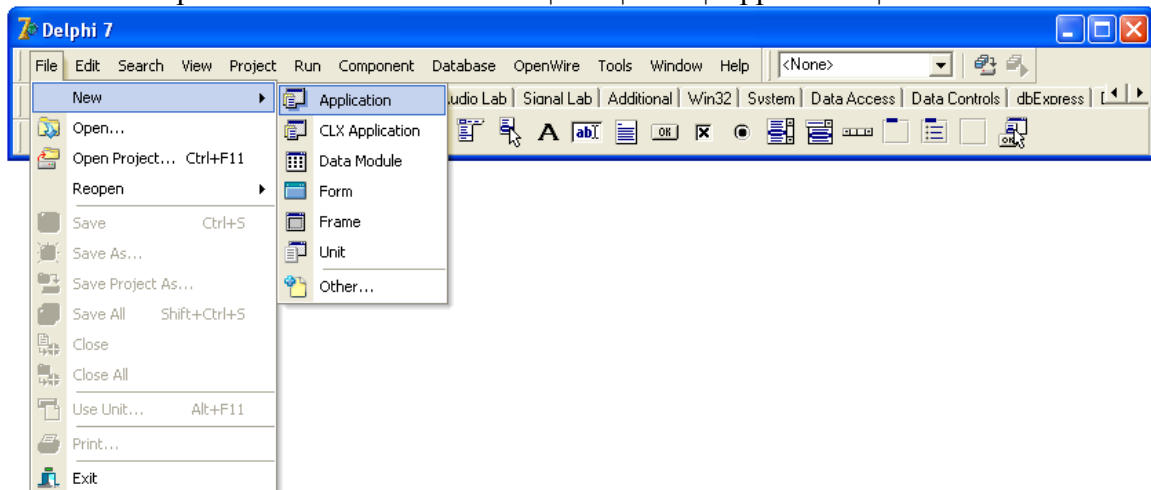 Delphi 7
File Edit Search View Project Run Component Database OpenWire Tools Window Help <None>
udio Lab Signal Lab Additional Win32 System Data Access Data Controls dbExpress
New
Open...
Open Project... Ctrl+F11
Reopen
Save Ctrl+S
Save As...
Save Project As...
Save All Shift+Ctrl+S
Close
Close All
Use Unit... Alt+F11
Print...
Exit
Application
CLX Application
Data Module
Form
Frame
Unit
Other...